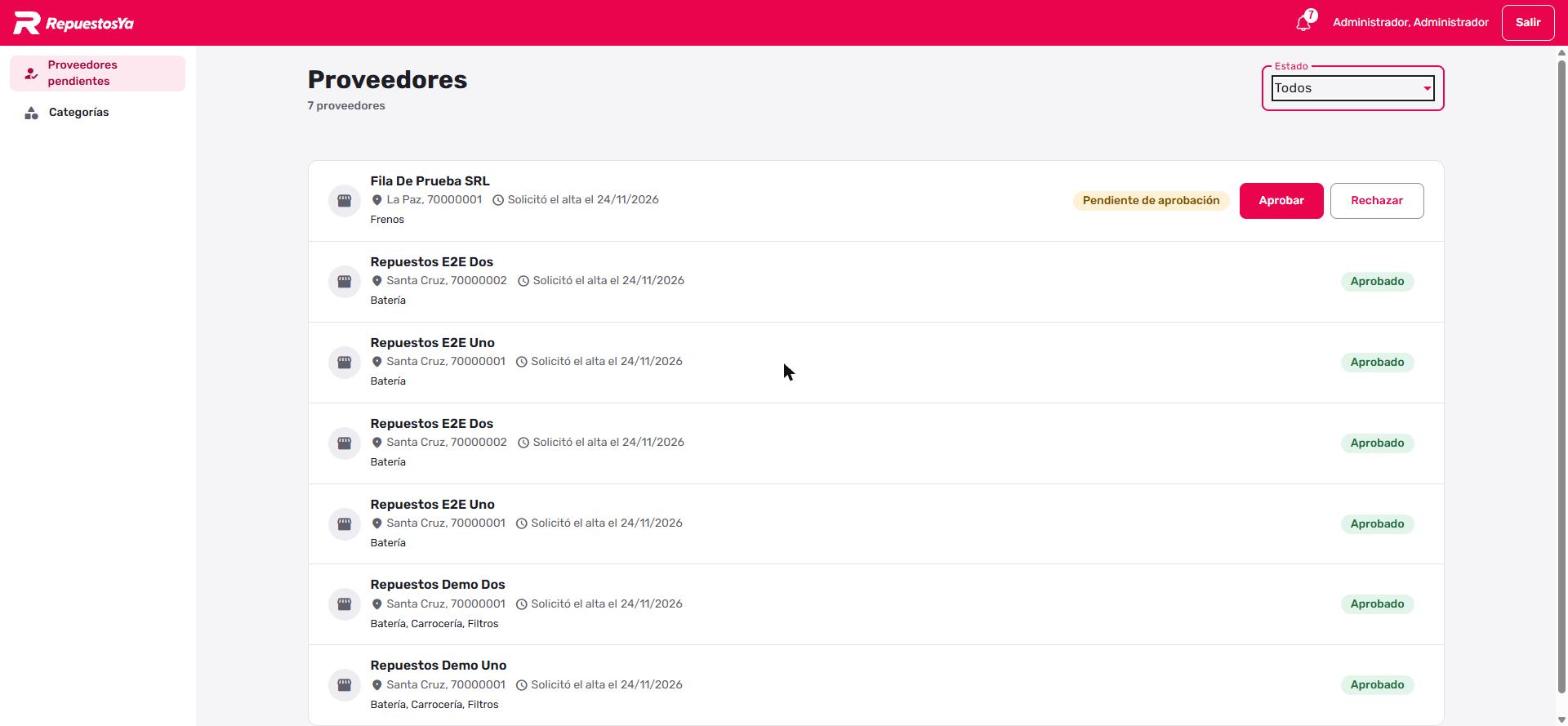 RepuestosYa
7
Administrador, Administrador
Salir
Proveedores
pendientes
Categorías
Proveedores
7 proveedores
Estado
Todos
Fila De Prueba SRL
La Paz, 70000001 Solicitó el alta el 24/11/2026
Frenos
Pendiente de aprobación
Aprobar
Rechazar
Repuestos E2E Dos
Santa Cruz, 70000002 Solicitó el alta el 24/11/2026
Batería
Aprobado
Repuestos E2E Uno
Santa Cruz, 70000001 Solicitó el alta el 24/11/2026
Batería
Aprobado
Repuestos E2E Dos
Santa Cruz, 70000002 Solicitó el alta el 24/11/2026
Batería
Aprobado
Repuestos E2E Uno
Santa Cruz, 70000001 Solicitó el alta el 24/11/2026
Batería
Aprobado
Repuestos Demo Dos
Santa Cruz, 70000001 Solicitó el alta el 24/11/2026
Batería, Carrocería, Filtros
Aprobado
Repuestos Demo Uno
Santa Cruz, 70000001 Solicitó el alta el 24/11/2026
Batería, Carrocería, Filtros
Aprobado